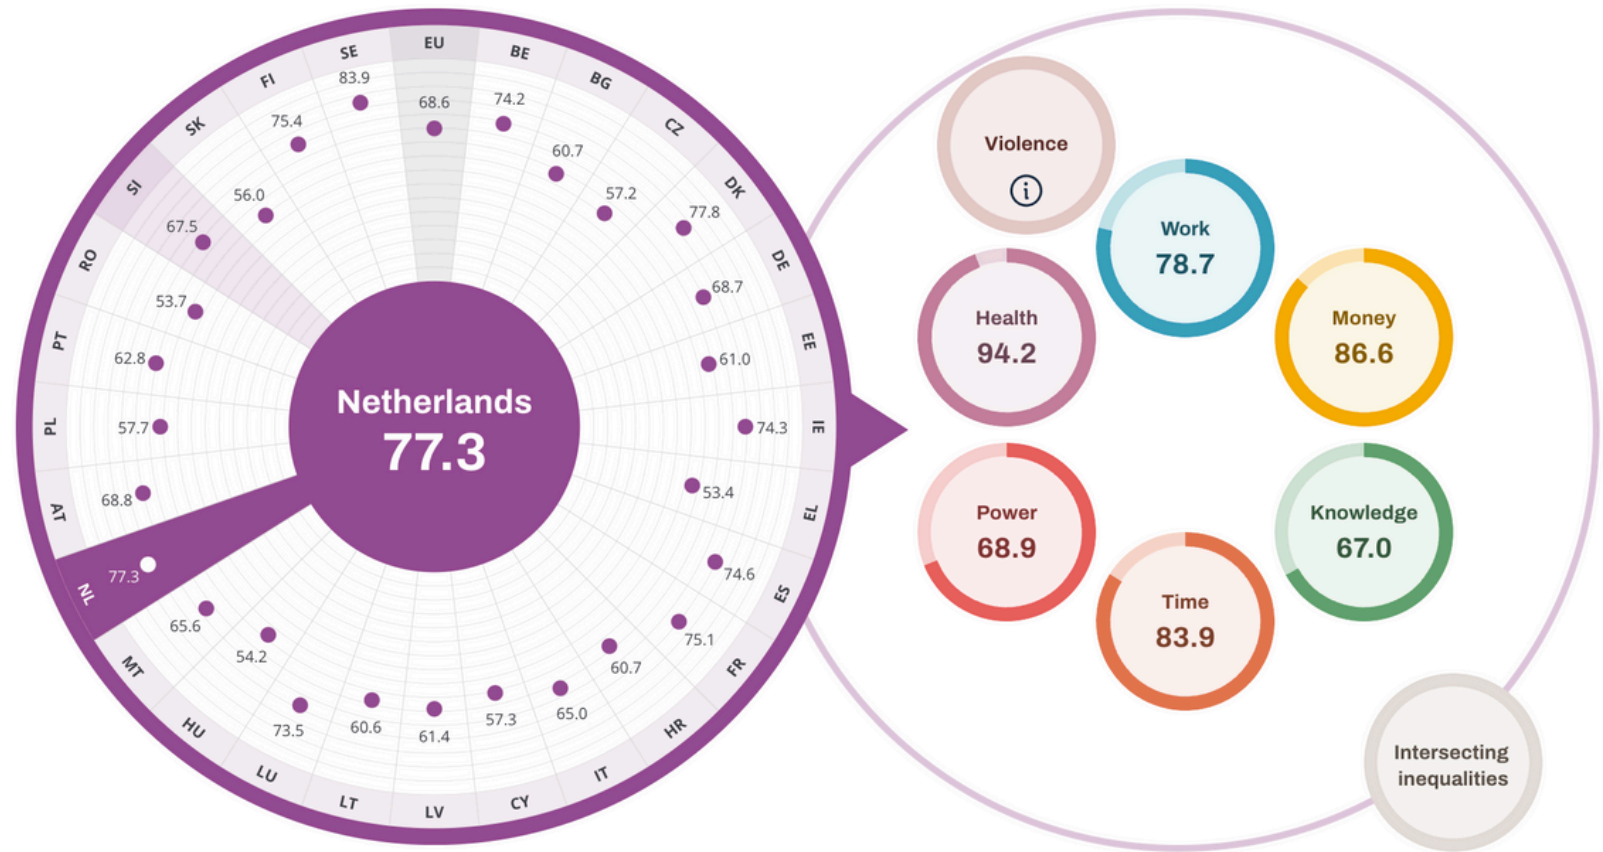 EU
68.6
BE
74.2
BG
60.7
CZ
57.2
DK
77.8
DE
68.7
EE
61.0
IE
74.3
EL
53.4
ES
74.6
FR
75.1
HR
60.7
IT
65.0
CY
57.3
LV
61.4
LT
60.6
LU
73.5
HU
54.2
MT
65.6
NL
77.3
AT
68.8
PL
57.7
PT
62.8
RO
53.7
SI
67.5
SK
56.0
FI
75.4
SE
83.9
Netherlands
77.3
Violence
i
Work
78.7
Money
86.6
Knowledge
67.0
Time
83.9
Power
68.9
Health
94.2
Intersecting
inequalities